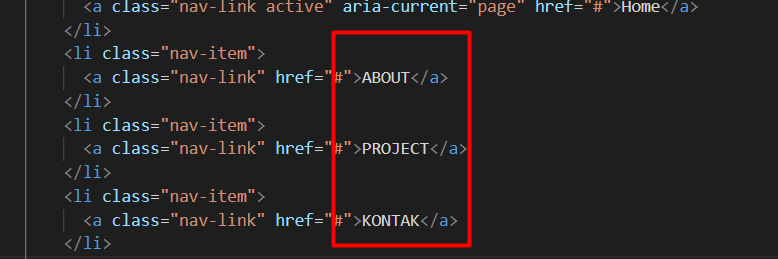 <a class="nav-link active" aria-current="page" href="#">Home</a>
</li>
<li class="nav-item">
<a class="nav-link" href="#">ABOUT</a>
</li>
<li class="nav-item">
<a class="nav-link" href="#">PROJECT</a>
</li>
<li class="nav-item">
<a class="nav-link" href="#">KONTAK</a>
</li>